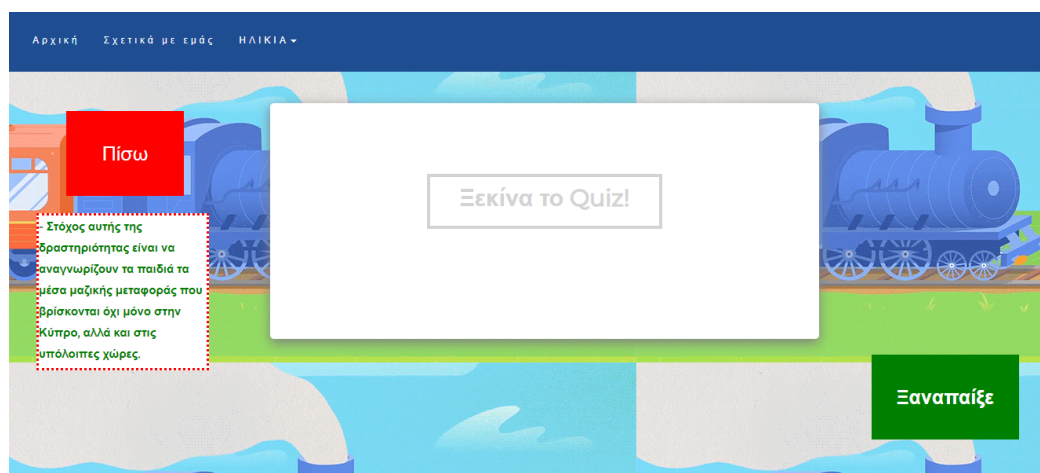 Αρχική Σχετικά με εμάς ΗΛΙΚΙΑ
Πίσω
- Στόχος αυτής της
δραστηριότητας είναι να
αναγνωρίζουν τα παιδιά τα
μέσα μαζικής μεταφοράς που
βρίσκονται όχι μόνο στην
Κύπρο, αλλά και στις
υπόλοιπες χώρες.
Ξεκίνα το Quiz!
Ξαναπαίξε